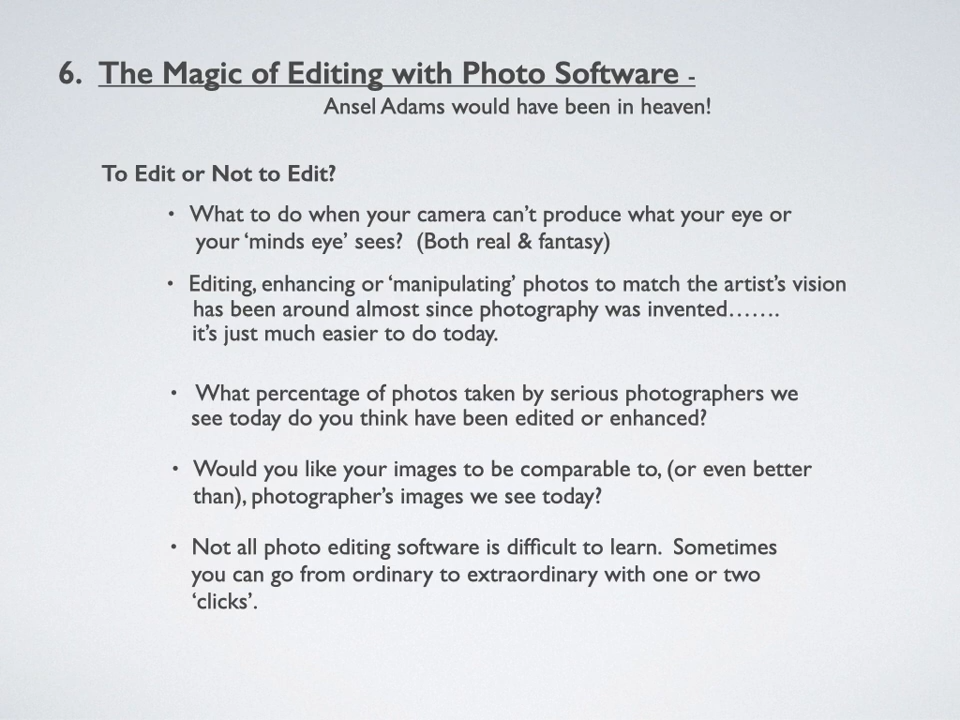 6. The Magic of Editing with Photo Software -
Ansel Adams would have been in heaven!
To Edit or Not to Edit?
• What to do when your camera can’t produce what your eye or
your ‘minds eye’ sees? (Both real & fantasy)
• Editing, enhancing or ‘manipulating’ photos to match the artist’s vision
has been around almost since photography was invented…….
it’s just much easier to do today.
• What percentage of photos taken by serious photographers we
see today do you think have been edited or enhanced?
• Would you like your images to be comparable to, (or even better
than), photographer’s images we see today?
• Not all photo editing software is difficult to learn. Sometimes
you can go from ordinary to extraordinary with one or two
‘clicks’.